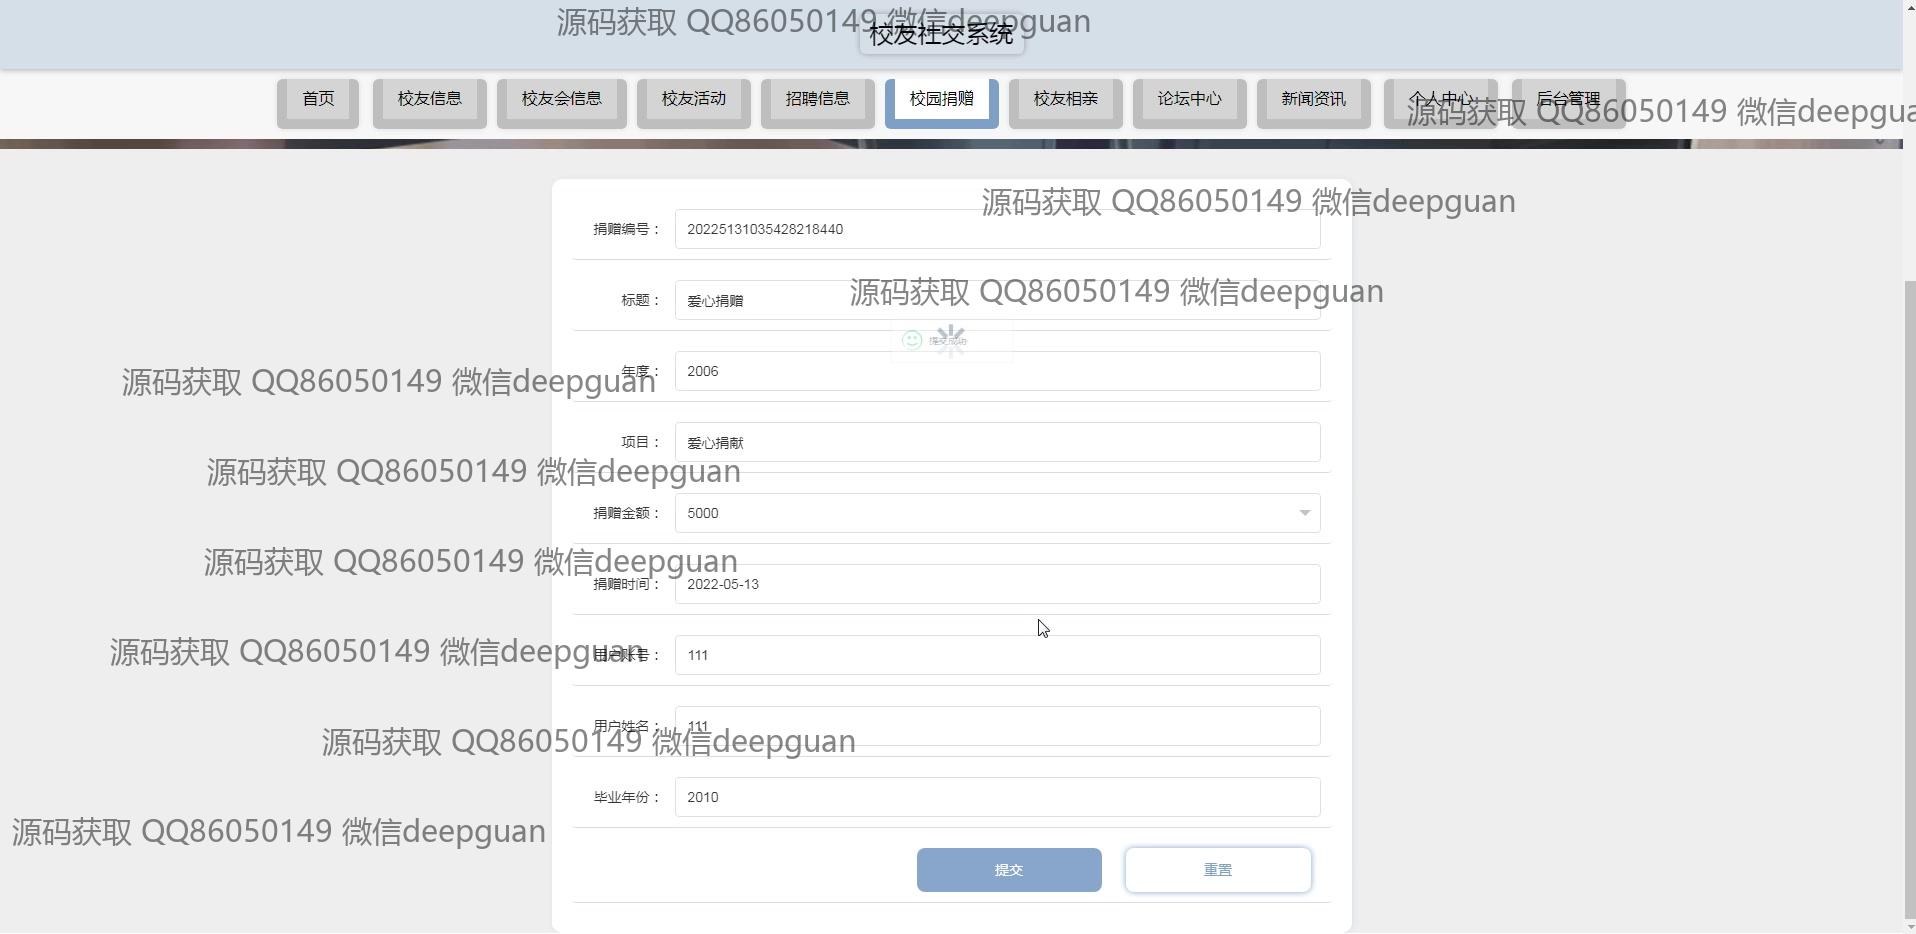 源码获取 QQ86050149 微信deepguan
校友社交系统
首页 校友信息 校友会信息 校友活动 招聘信息 校园捐赠 校友相亲 论坛中心 新闻资讯 个人中心 后台管理
源码获取 QQ86050149 微信deepgua
源码获取 QQ86050149 微信deepguan
捐赠编号： 20225131035428218440
源码获取 QQ86050149 微信deepguan
标题： 爱心捐赠
提交成功
年度： 2006
源码获取 QQ86050149 微信deepguan
项目： 爱心捐献
源码获取 QQ86050149 微信deepguan
捐赠金额： 5000
源码获取 QQ86050149 微信deepguan
捐赠时间： 2022-05-13
源码获取 QQ86050149 微信deepguan
用户账号： 111
用户姓名： 111
源码获取 QQ86050149 微信deepguan
毕业年份： 2010
源码获取 QQ86050149 微信deepguan
提交 重置